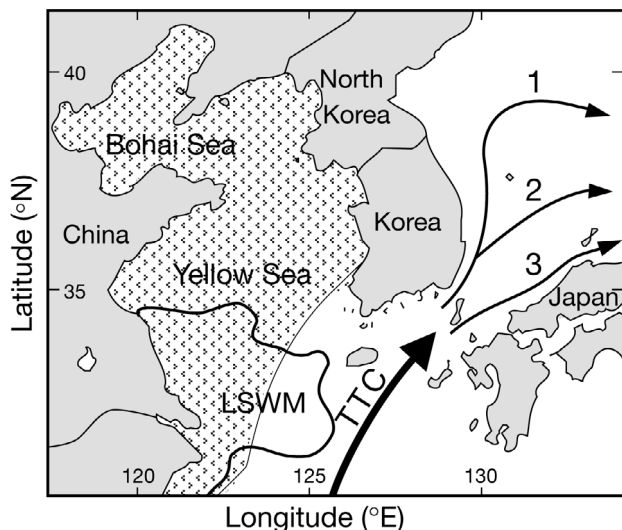 40
North
Korea
1
Bohai Sea
2
Korea
China
Yellow Sea
3
35
Japan
LSWM
TTC
120
125
130
Latitude (°N)
Longitude (°E)